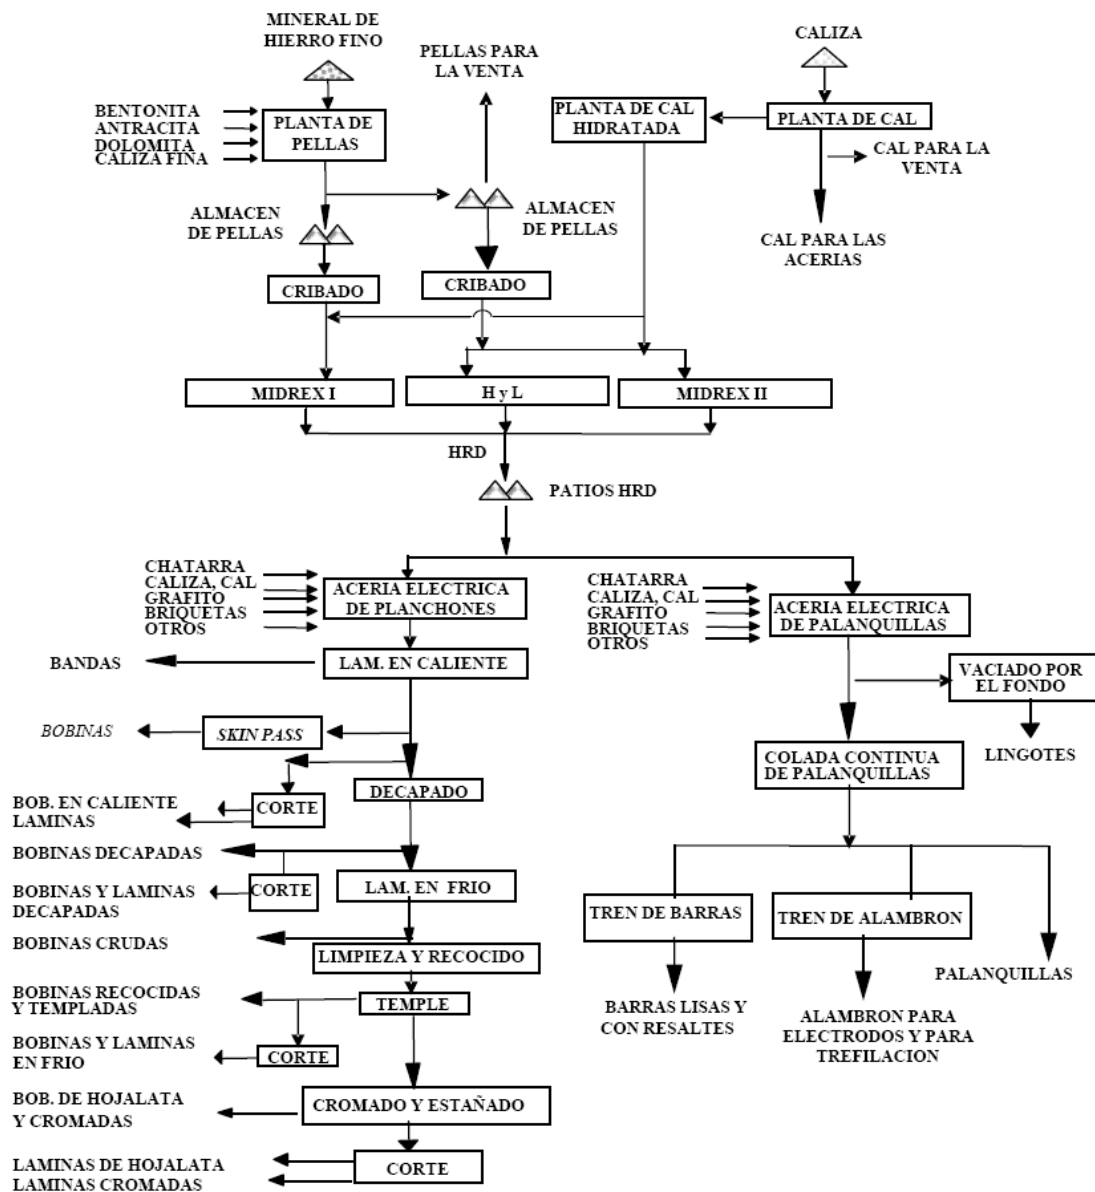 MINERAL DE
HIERRO FINO
PELLAS PARA
LA VENTA
CALIZA
BENTONITA
ANTRACITA
DOLOMITA
CALIZA FINA
PLANTA DE
PELLAS
PLANTA DE CAL
HIDRATADA
PLANTA DE CAL
CAL PARA LA
VENTA
ALMACEN
DE PELLAS
ALMACEN
DE PELLAS
CAL PARA LAS
ACERIAS
CRIBADO
CRIBADO
MIDREX I
H y L
MIDREX II
HRD
PATIOS HRD
CHATARRA
CALIZA, CAL
GRAFITO
BRIQUETAS
OTROS
ACERIA ELECTRICA
DE PLANCHONES
CHATARRA
CALIZA, CAL
GRAFITO
BRIQUETAS
OTROS
ACERIA ELECTRICA
DE PALANQUILLAS
BANDAS
LAM. EN CALIENTE
VACIADO POR
EL FONDO
BOBINAS
SKIN PASS
COLADA CONTINUA
DE PALANQUILLAS
LINGOTES
DECAPADO
BOB. EN CALIENTE
LAMINAS
CORTE
BOBINAS DECAPADAS
BOBINAS Y LAMINAS
DECAPADAS
CORTE
LAM. EN FRIO
TREN DE BARRAS
TREN DE ALAMBRON
BOBINAS CRUDAS
LIMPIEZA Y RECOCIDO
PALANQUILLAS
BOBINAS RECOCIDAS
Y TEMPLADAS
TEMPLE
BARRAS LISAS Y
CON RESALTES
ALAMBRON PARA
ELECTRODOS Y PARA
TREFILACION
BOBINAS Y LAMINAS
EN FRIO
CORTE
BOB. DE HOJALATA
Y CROMADAS
CROMADO Y ESTAÑADO
LAMINAS DE HOJALATA
LAMINAS CROMADAS
CORTE